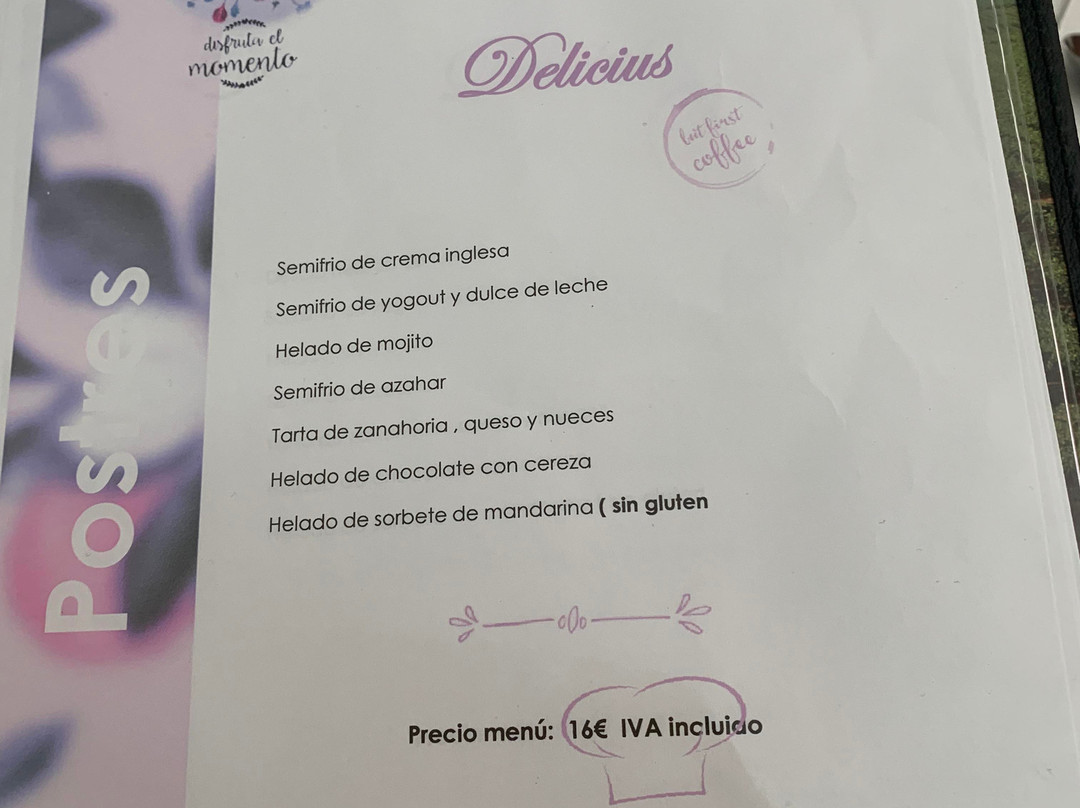 disfruta el
momento
Delicius
but first
coffee
Postres
Semifrio de crema inglesa
Semifrio de yogout y dulce de leche
Helado de mojito
Semifrio de azahar
Tarta de zanahoria , queso y nueces
Helado de chocolate con cereza
Helado de sorbete de mandarina ( sin gluten
Precio menú: 16€ IVA incluido